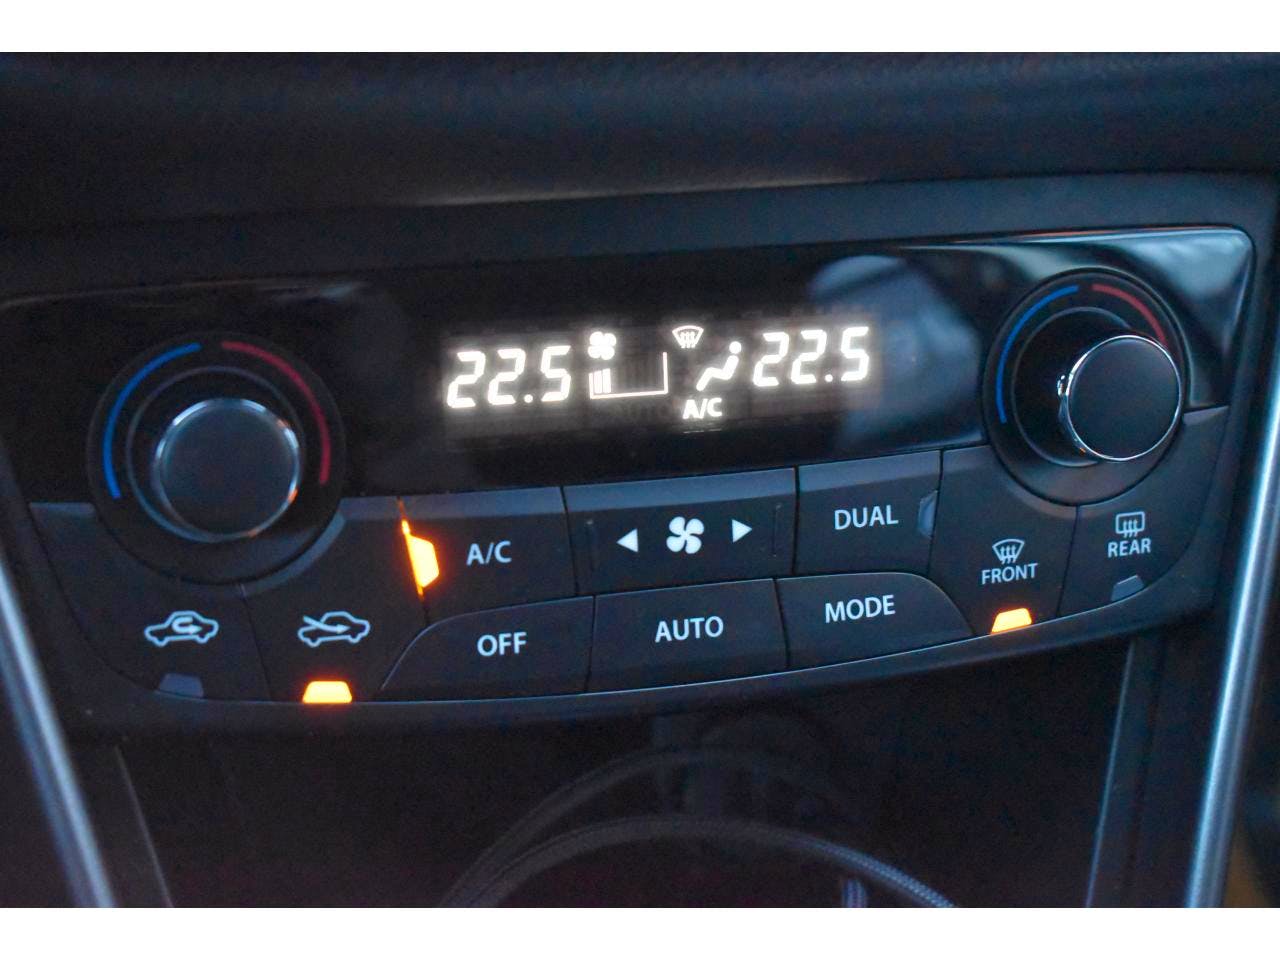 22.5 22.5
A/C
A/C
DUAL
FRONT
REAR
OFF
AUTO
MODE